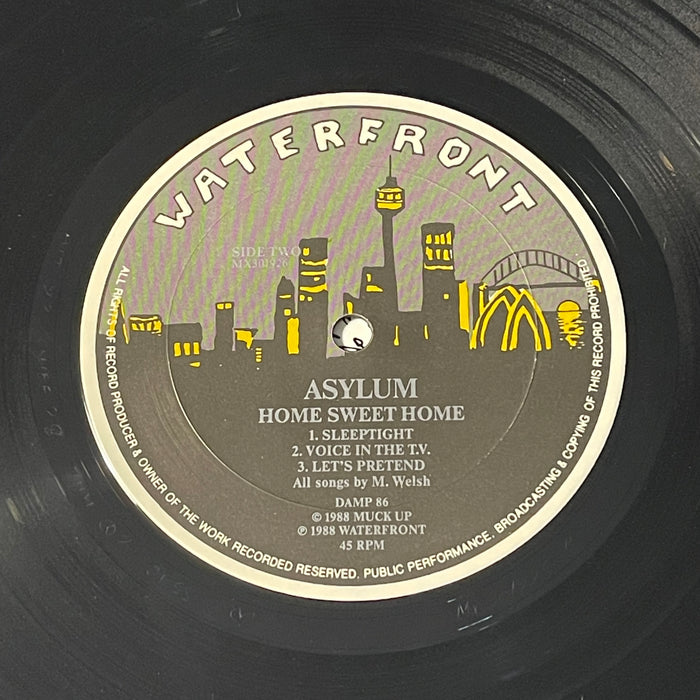 WATERFRONT
SIDE TWO
MX301926
ASYLUM
HOME SWEET HOME
1. SLEEPTIGHT
2. VOICE IN THE T.V.
3. LET'S PRETEND
All songs by M. Welsh
DAMP 86
© 1988 MUCK UP
℗ 1988 WATERFRONT
45 RPM
ALL RIGHTS OF RECORD PRODUCER & OWNER OF THE WORK RECORDED RESERVED. PUBLIC PERFORMANCE. BROADCASTING & COPYING OF THIS RECORD PROHIBITED